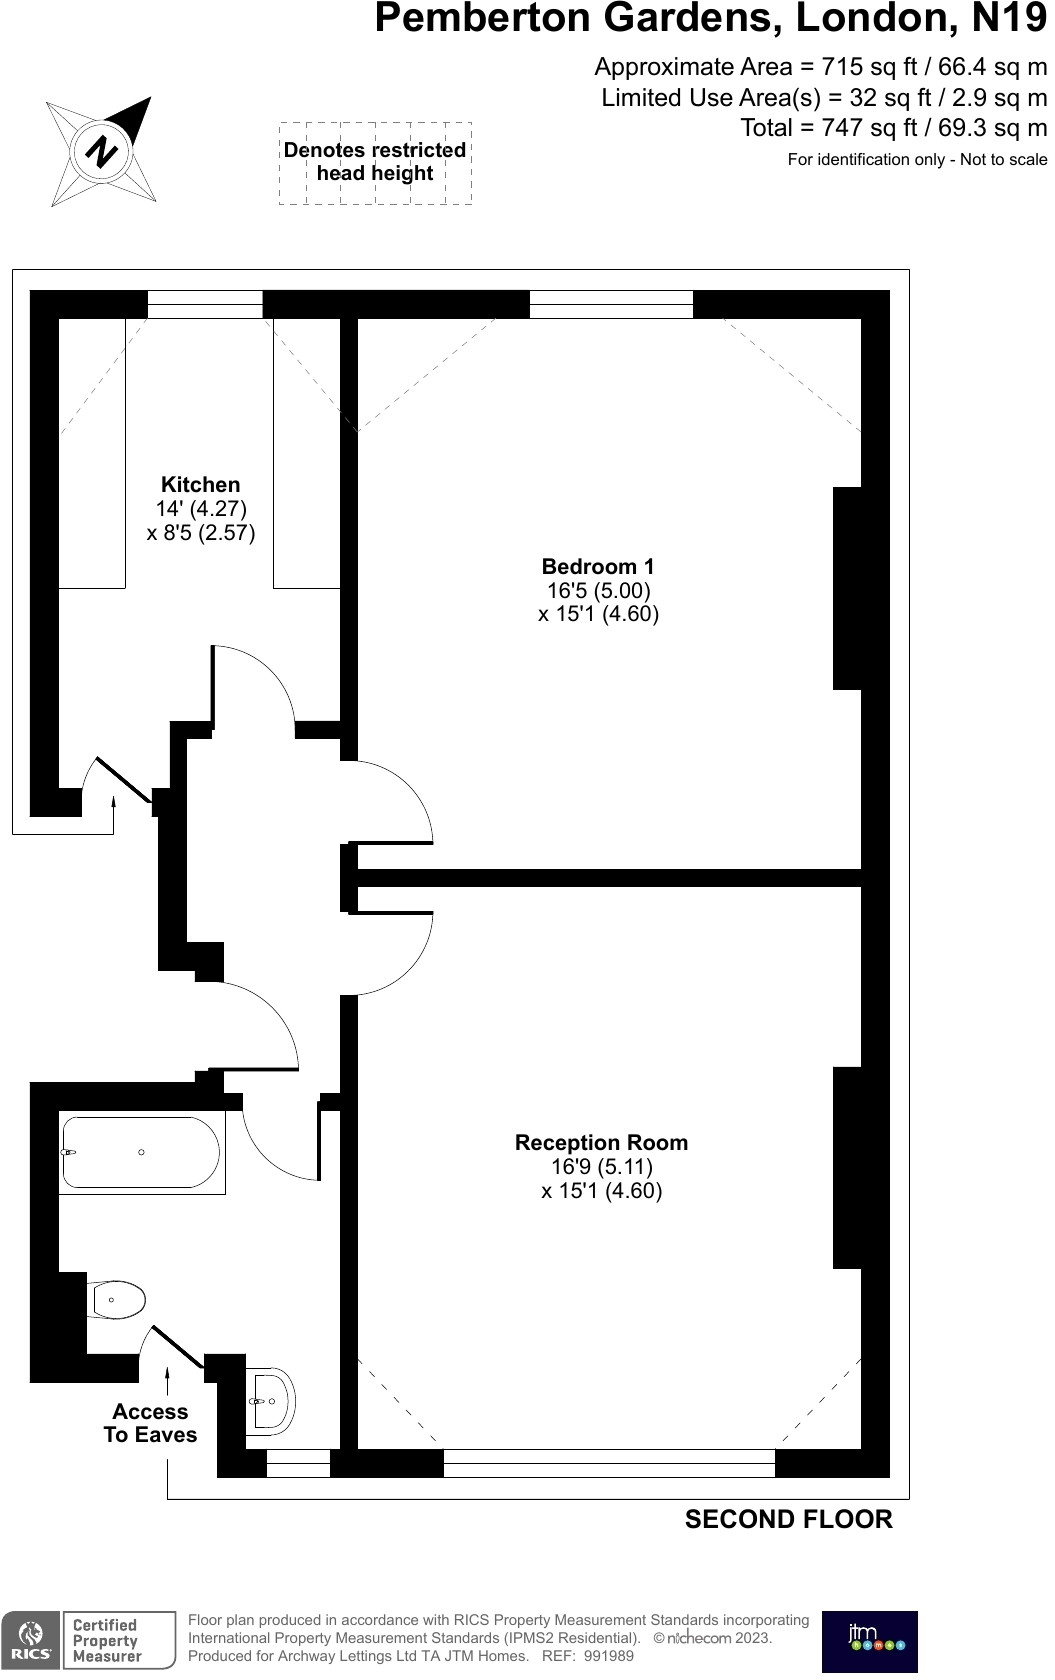 Pemberton Gardens, London, N19
Approximate Area = 715 sq ft / 66.4 sq m
Limited Use Area(s) = 32 sq ft / 2.9 sq m
Total = 747 sq ft / 69.3 sq m
For identification only - Not to scale
N
Denotes restricted
head height
Kitchen
14' (4.27)
x 8'5 (2.57)
Bedroom 1
16'5 (5.00)
x 15'1 (4.60)
Reception Room
16'9 (5.11)
x 15'1 (4.60)
Access
To Eaves
SECOND FLOOR
RICS
Certified
Property
Measurer
Floor plan produced in accordance with RICS Property Measurement Standards incorporating
International Property Measurement Standards (IPMS2 Residential). © nichecom 2023.
Produced for Archway Lettings Ltd TA JTM Homes. REF: 991989
jtm
homes